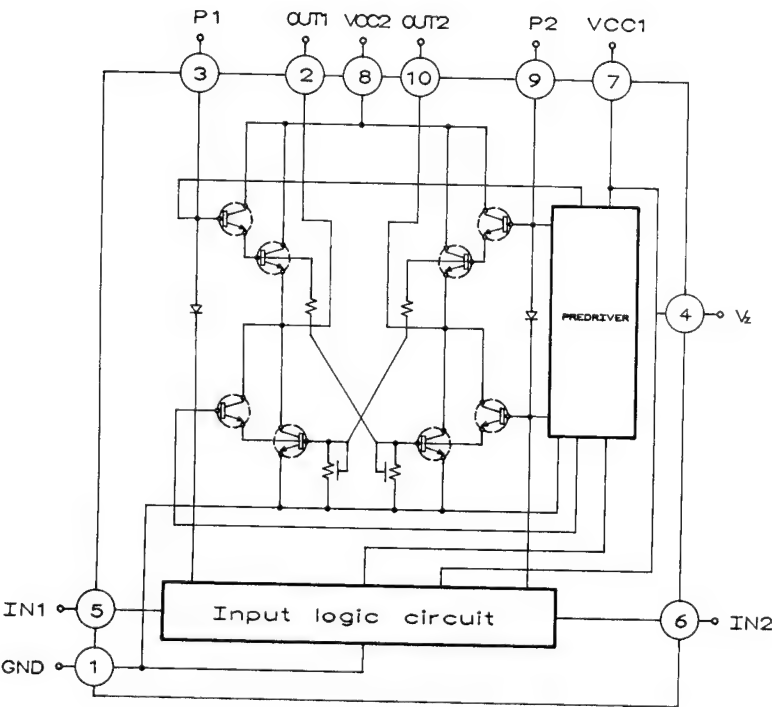 P1 OUT1 VCC2 OUT2 P2 VCC1
3 2 8 10 9 7
PREDRIVER
4 Vz
IN1 5 Input logic circuit 6 IN2
GND 1